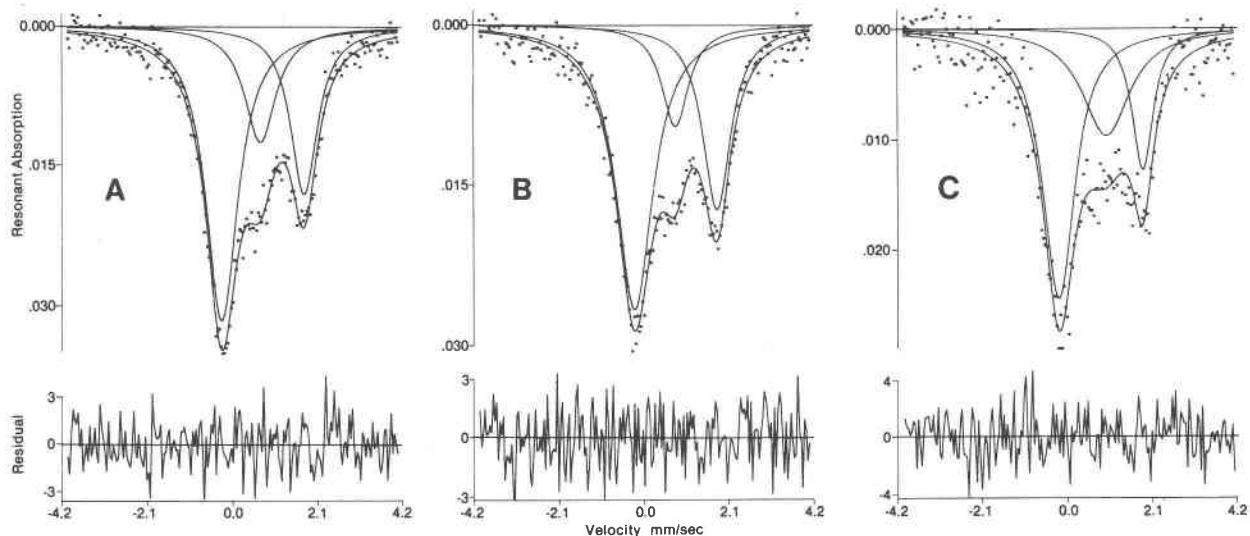 0.000
.015
.030
Resonant Absorption
A
0.000
.015
.030
B
0.000
.010
.020
C
3
0
-3
Residual
-4.2 -2.1 0.0 2.1 4.2
3
0
-3
-4.2 -2.1 0.0 2.1 4.2
4
0
-4
-4.2 -2.1 0.0 2.1 4.2
Velocity mm/sec